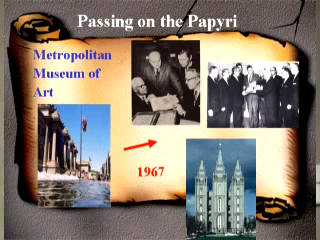 Passing on the Papyri
Metropolitan
Museum of
Art
1967